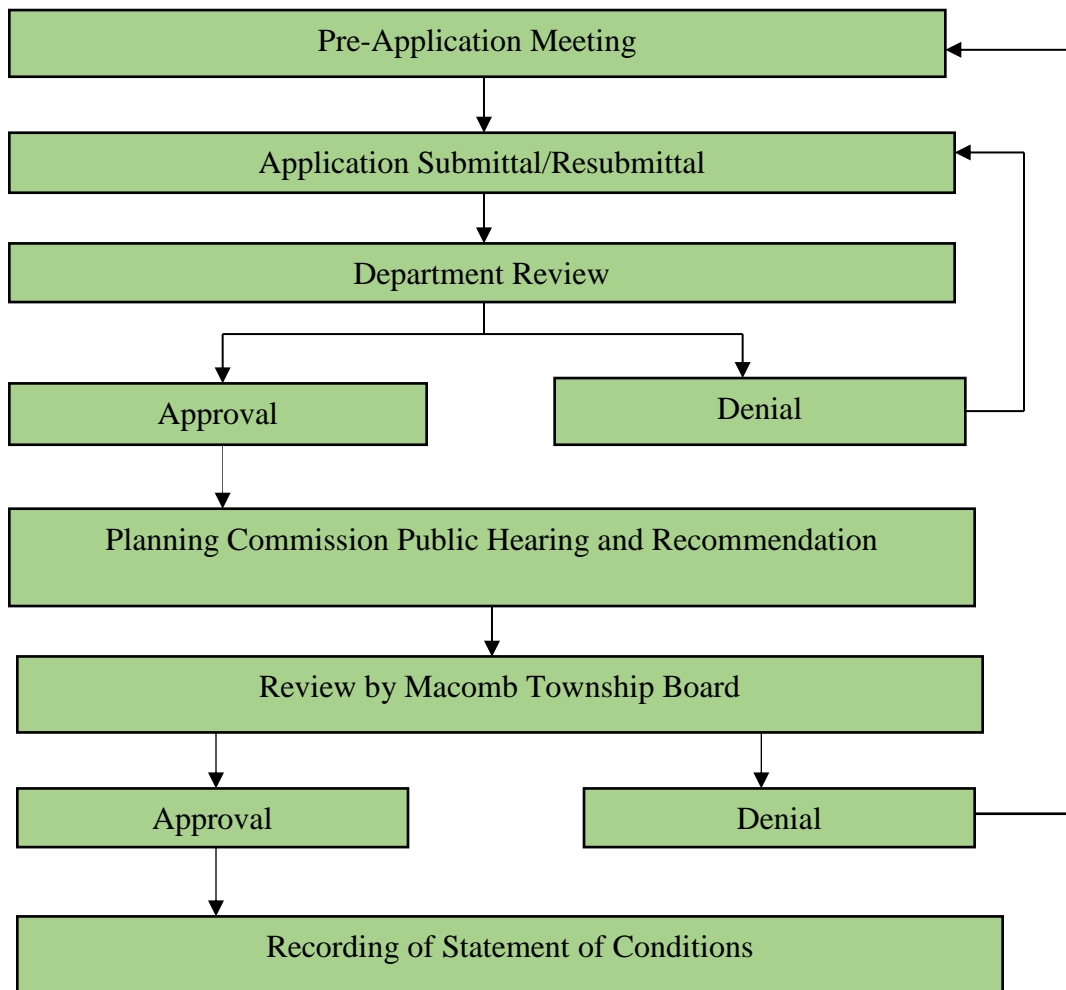 Pre-Application Meeting
Application Submittal/Resubmittal
Department Review
Approval
Denial
Planning Commission Public Hearing and Recommendation
Review by Macomb Township Board
Approval
Denial
Recording of Statement of Conditions